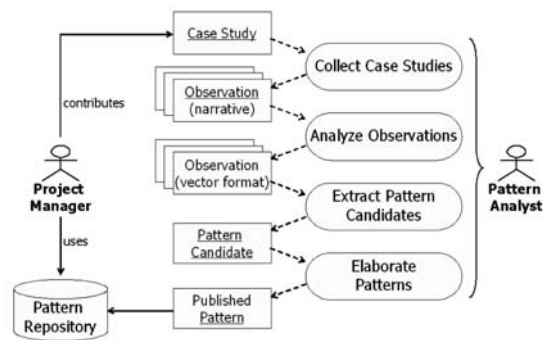 Case Study
Collect Case Studies
contributes
Observation
(narrative)
Analyze Observations
Observation
(vector format)
Project
Manager
Pattern
Analyst
Extract Pattern
Candidates
uses
Pattern
Candidate
Elaborate
Patterns
Pattern
Repository
Published
Pattern